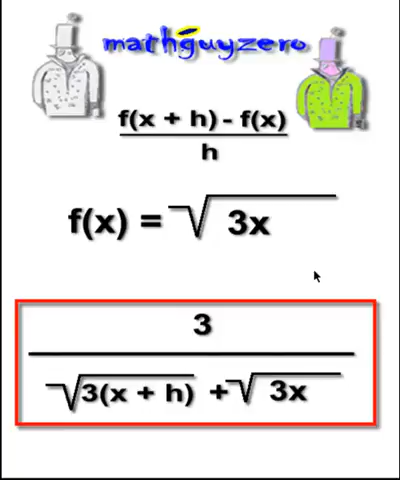 mathguyzero
f(x + h) - f(x)
h
f(x) = √3x
3
√3(x + h) + √3x